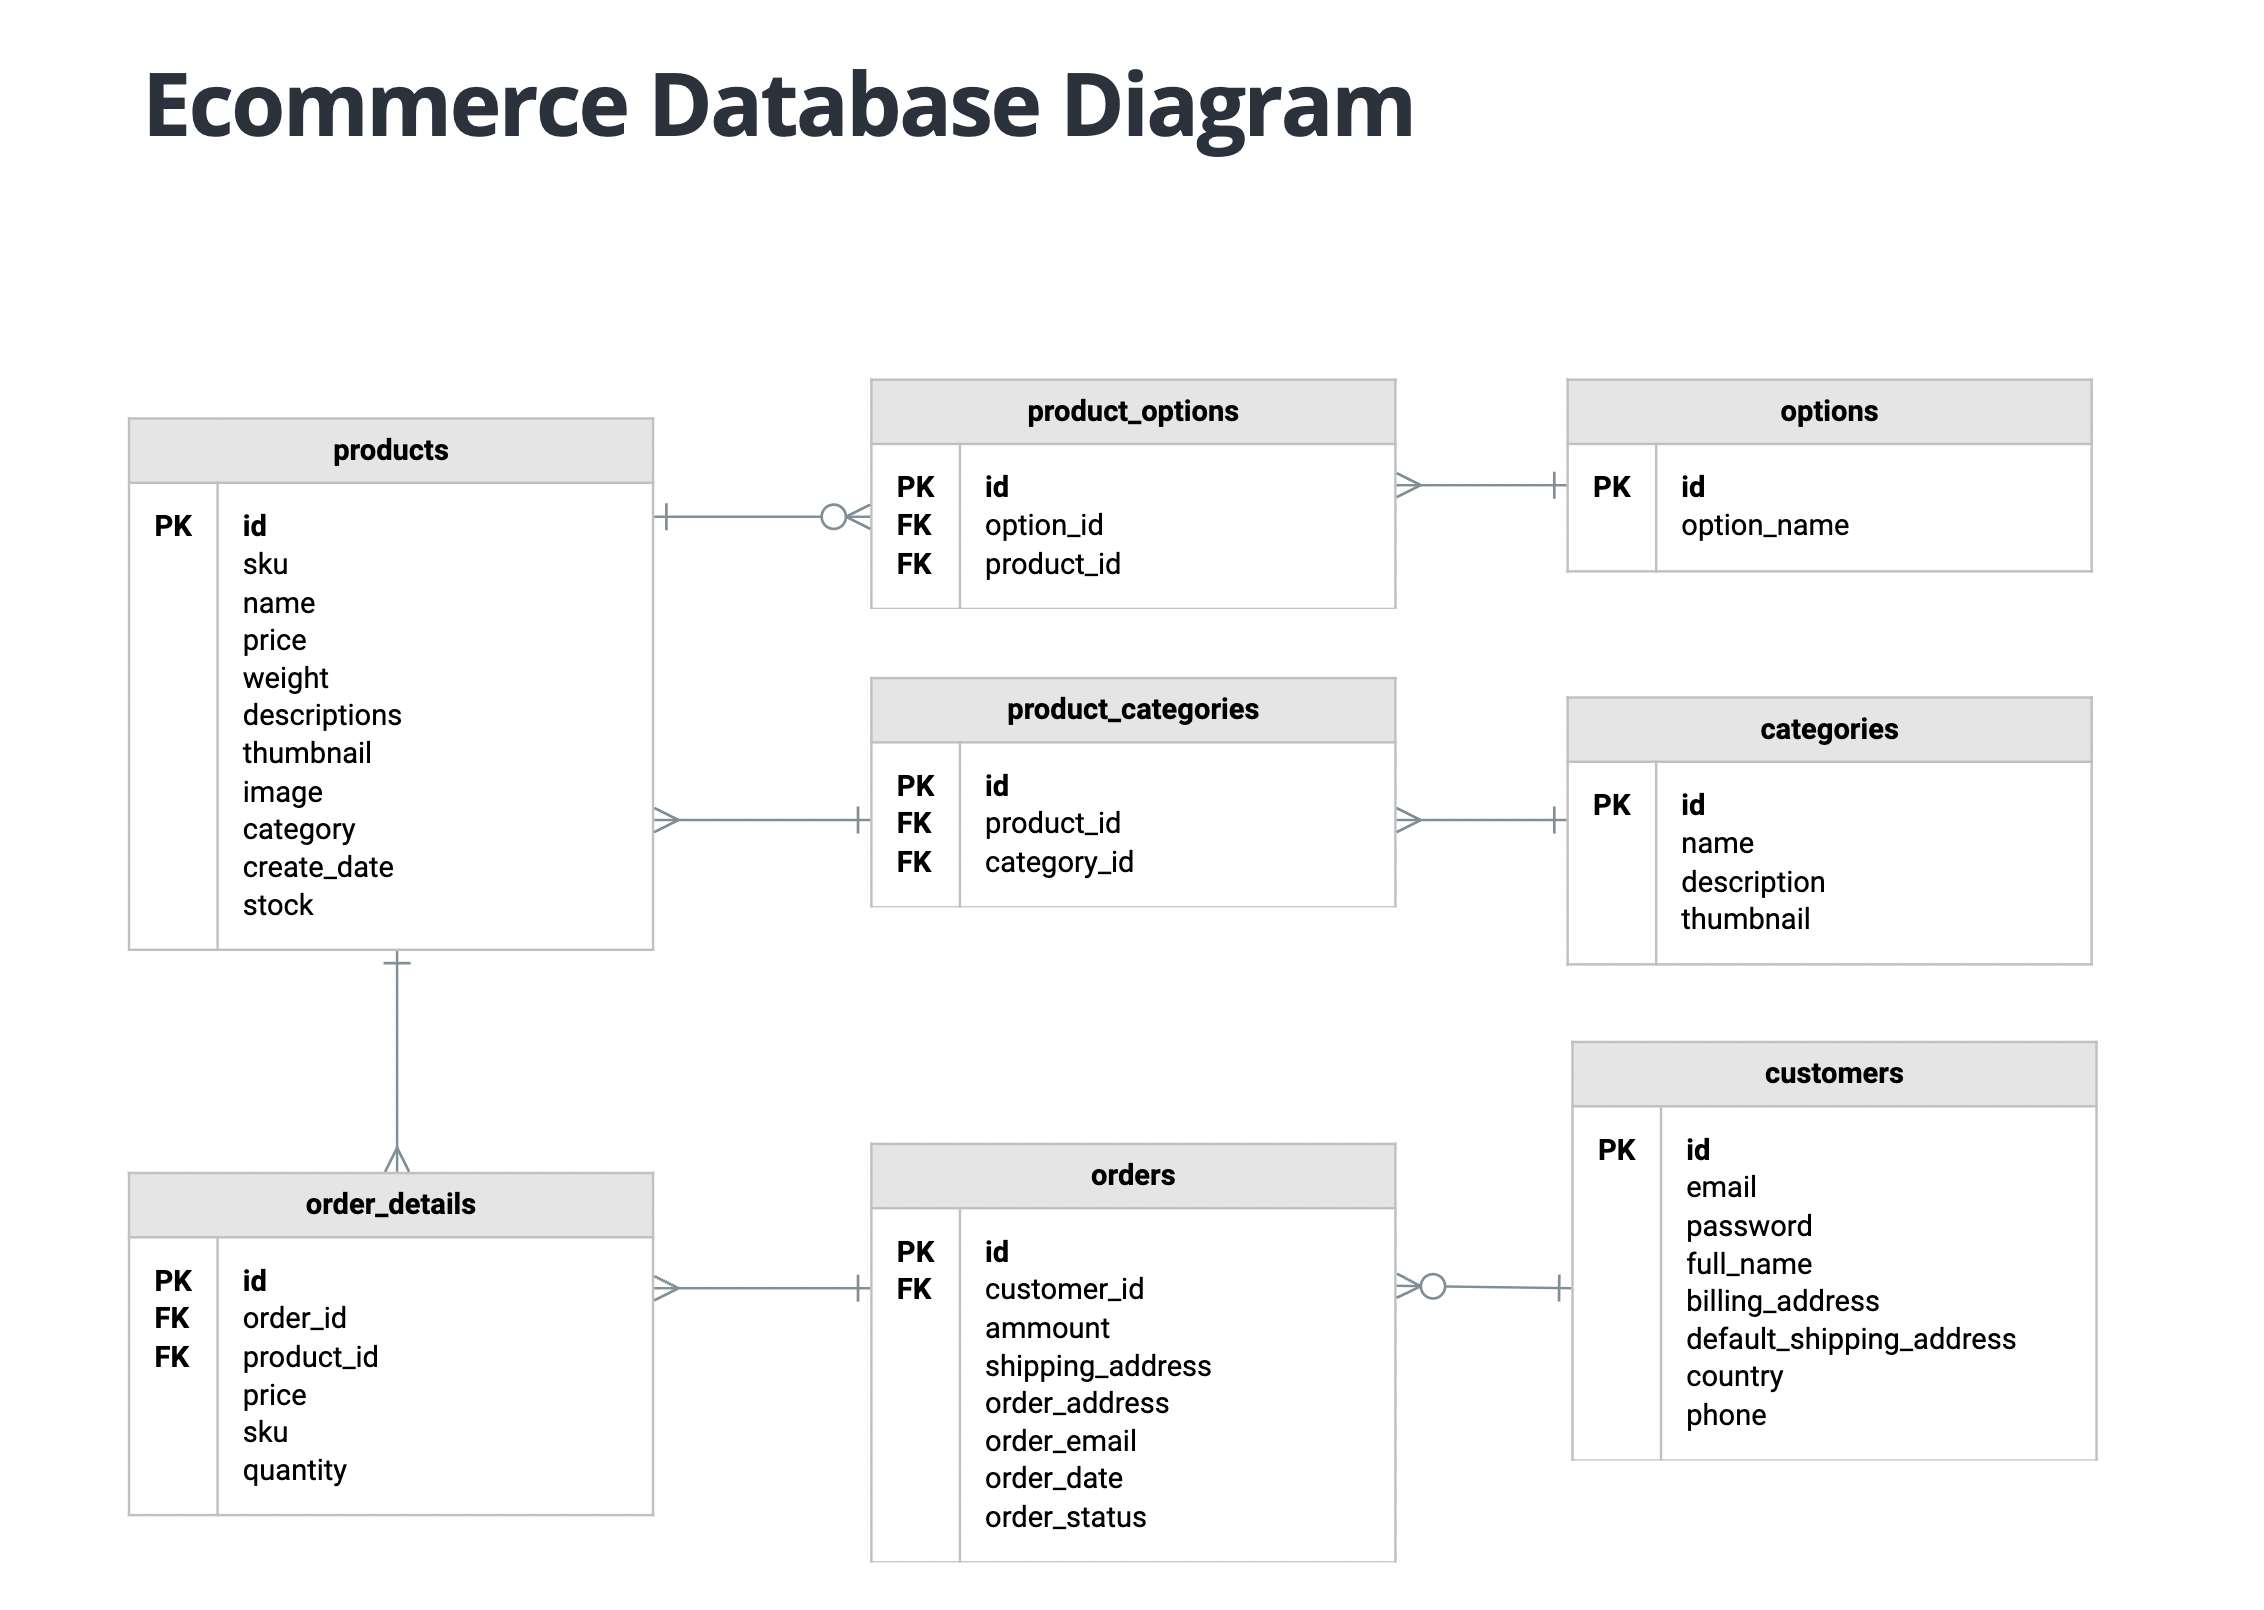 Ecommerce Database Diagram
products
PK id
sku
name
price
weight
descriptions
thumbnail
image
category
create_date
stock
product_options
PK id
FK option_id
FK product_id
options
PK id
option_name
product_categories
PK id
FK product_id
FK category_id
categories
PK id
name
description
thumbnail
order_details
PK id
FK order_id
FK product_id
price
sku
quantity
orders
PK id
FK customer_id
ammount
shipping_address
order_address
order_email
order_date
order_status
customers
PK id
email
password
full_name
billing_address
default_shipping_address
country
phone